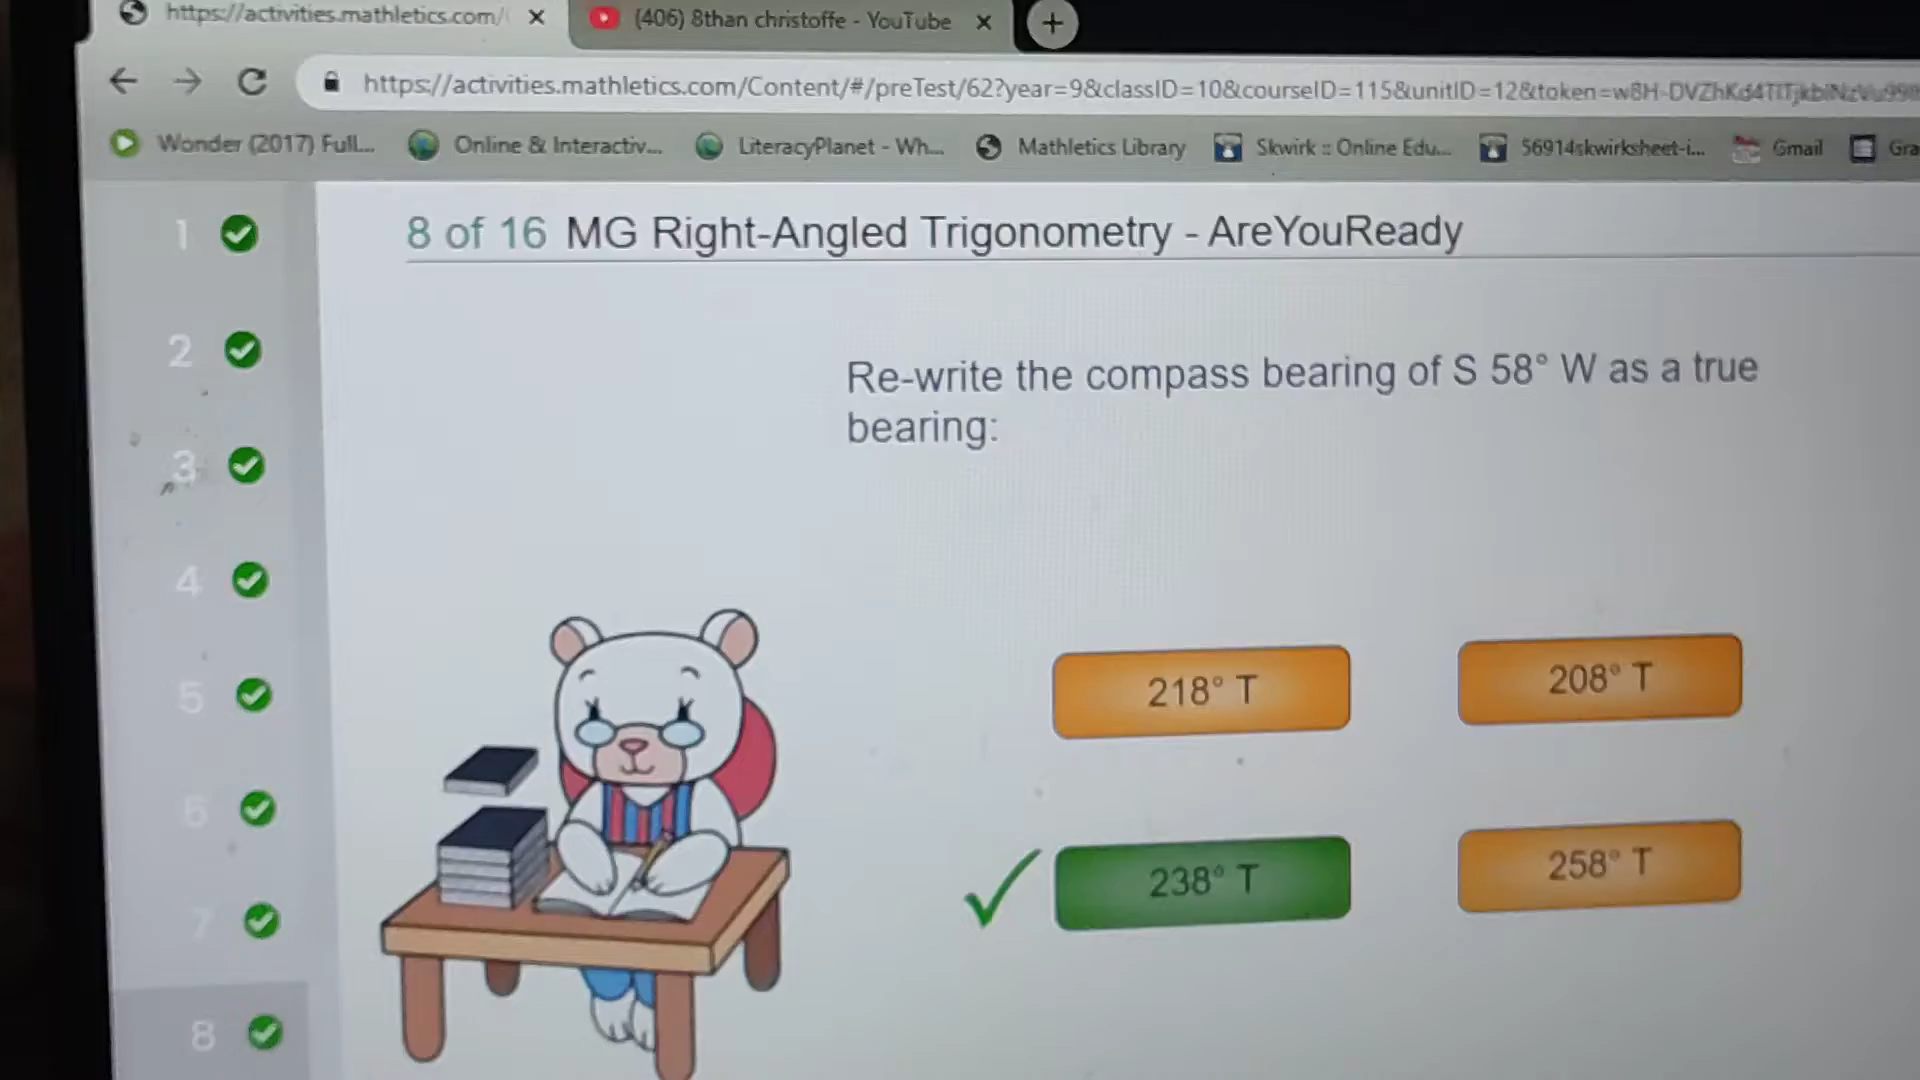 https://activities.mathletics.com/
(406) 8than christoffe - YouTube
https://activities.mathletics.com/Content/#/preTest/62?year=9&classID=10&courseID=115&unitID=12&token=w8H-DVZhKd4TITjkbiNzVu998
Wonder (2017) Full...
Online & Interactiv...
LiteracyPlanet - Wh...
Mathletics Library
Skwirk :: Online Edu...
56914skwirksheet-i...
Gmail
Gra
8 of 16 MG Right-Angled Trigonometry - AreYouReady
1
2
3
4
5
6
7
8
Re-write the compass bearing of S 58° W as a true
bearing:
218° T
208° T
238° T
258° T